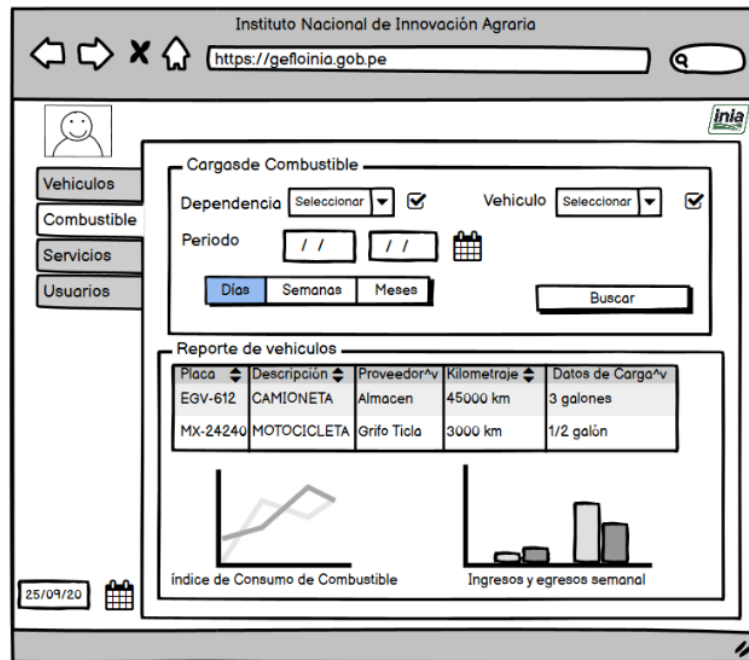 Instituto Nacional de Innovación Agraria
https://gefloinia.gob.pe
inia
Vehiculos
Combustible
Servicios
Usuarios
Cargasde Combustible
Dependencia Seleccionar Vehiculo Seleccionar
Periodo / / / /
Días Semanas Meses Buscar
Reporte de vehiculos
Placa Descripción Proveedor^v Kilometraje Datos de Carga^v
EGV-612 CAMIONETA Almacen 45000 km 3 galones
MX-24240 MOTOCICLETA Grifo Ticla 3000 km 1/2 galón
índice de Consumo de Combustible Ingresos y egresos semanal
25/09/20